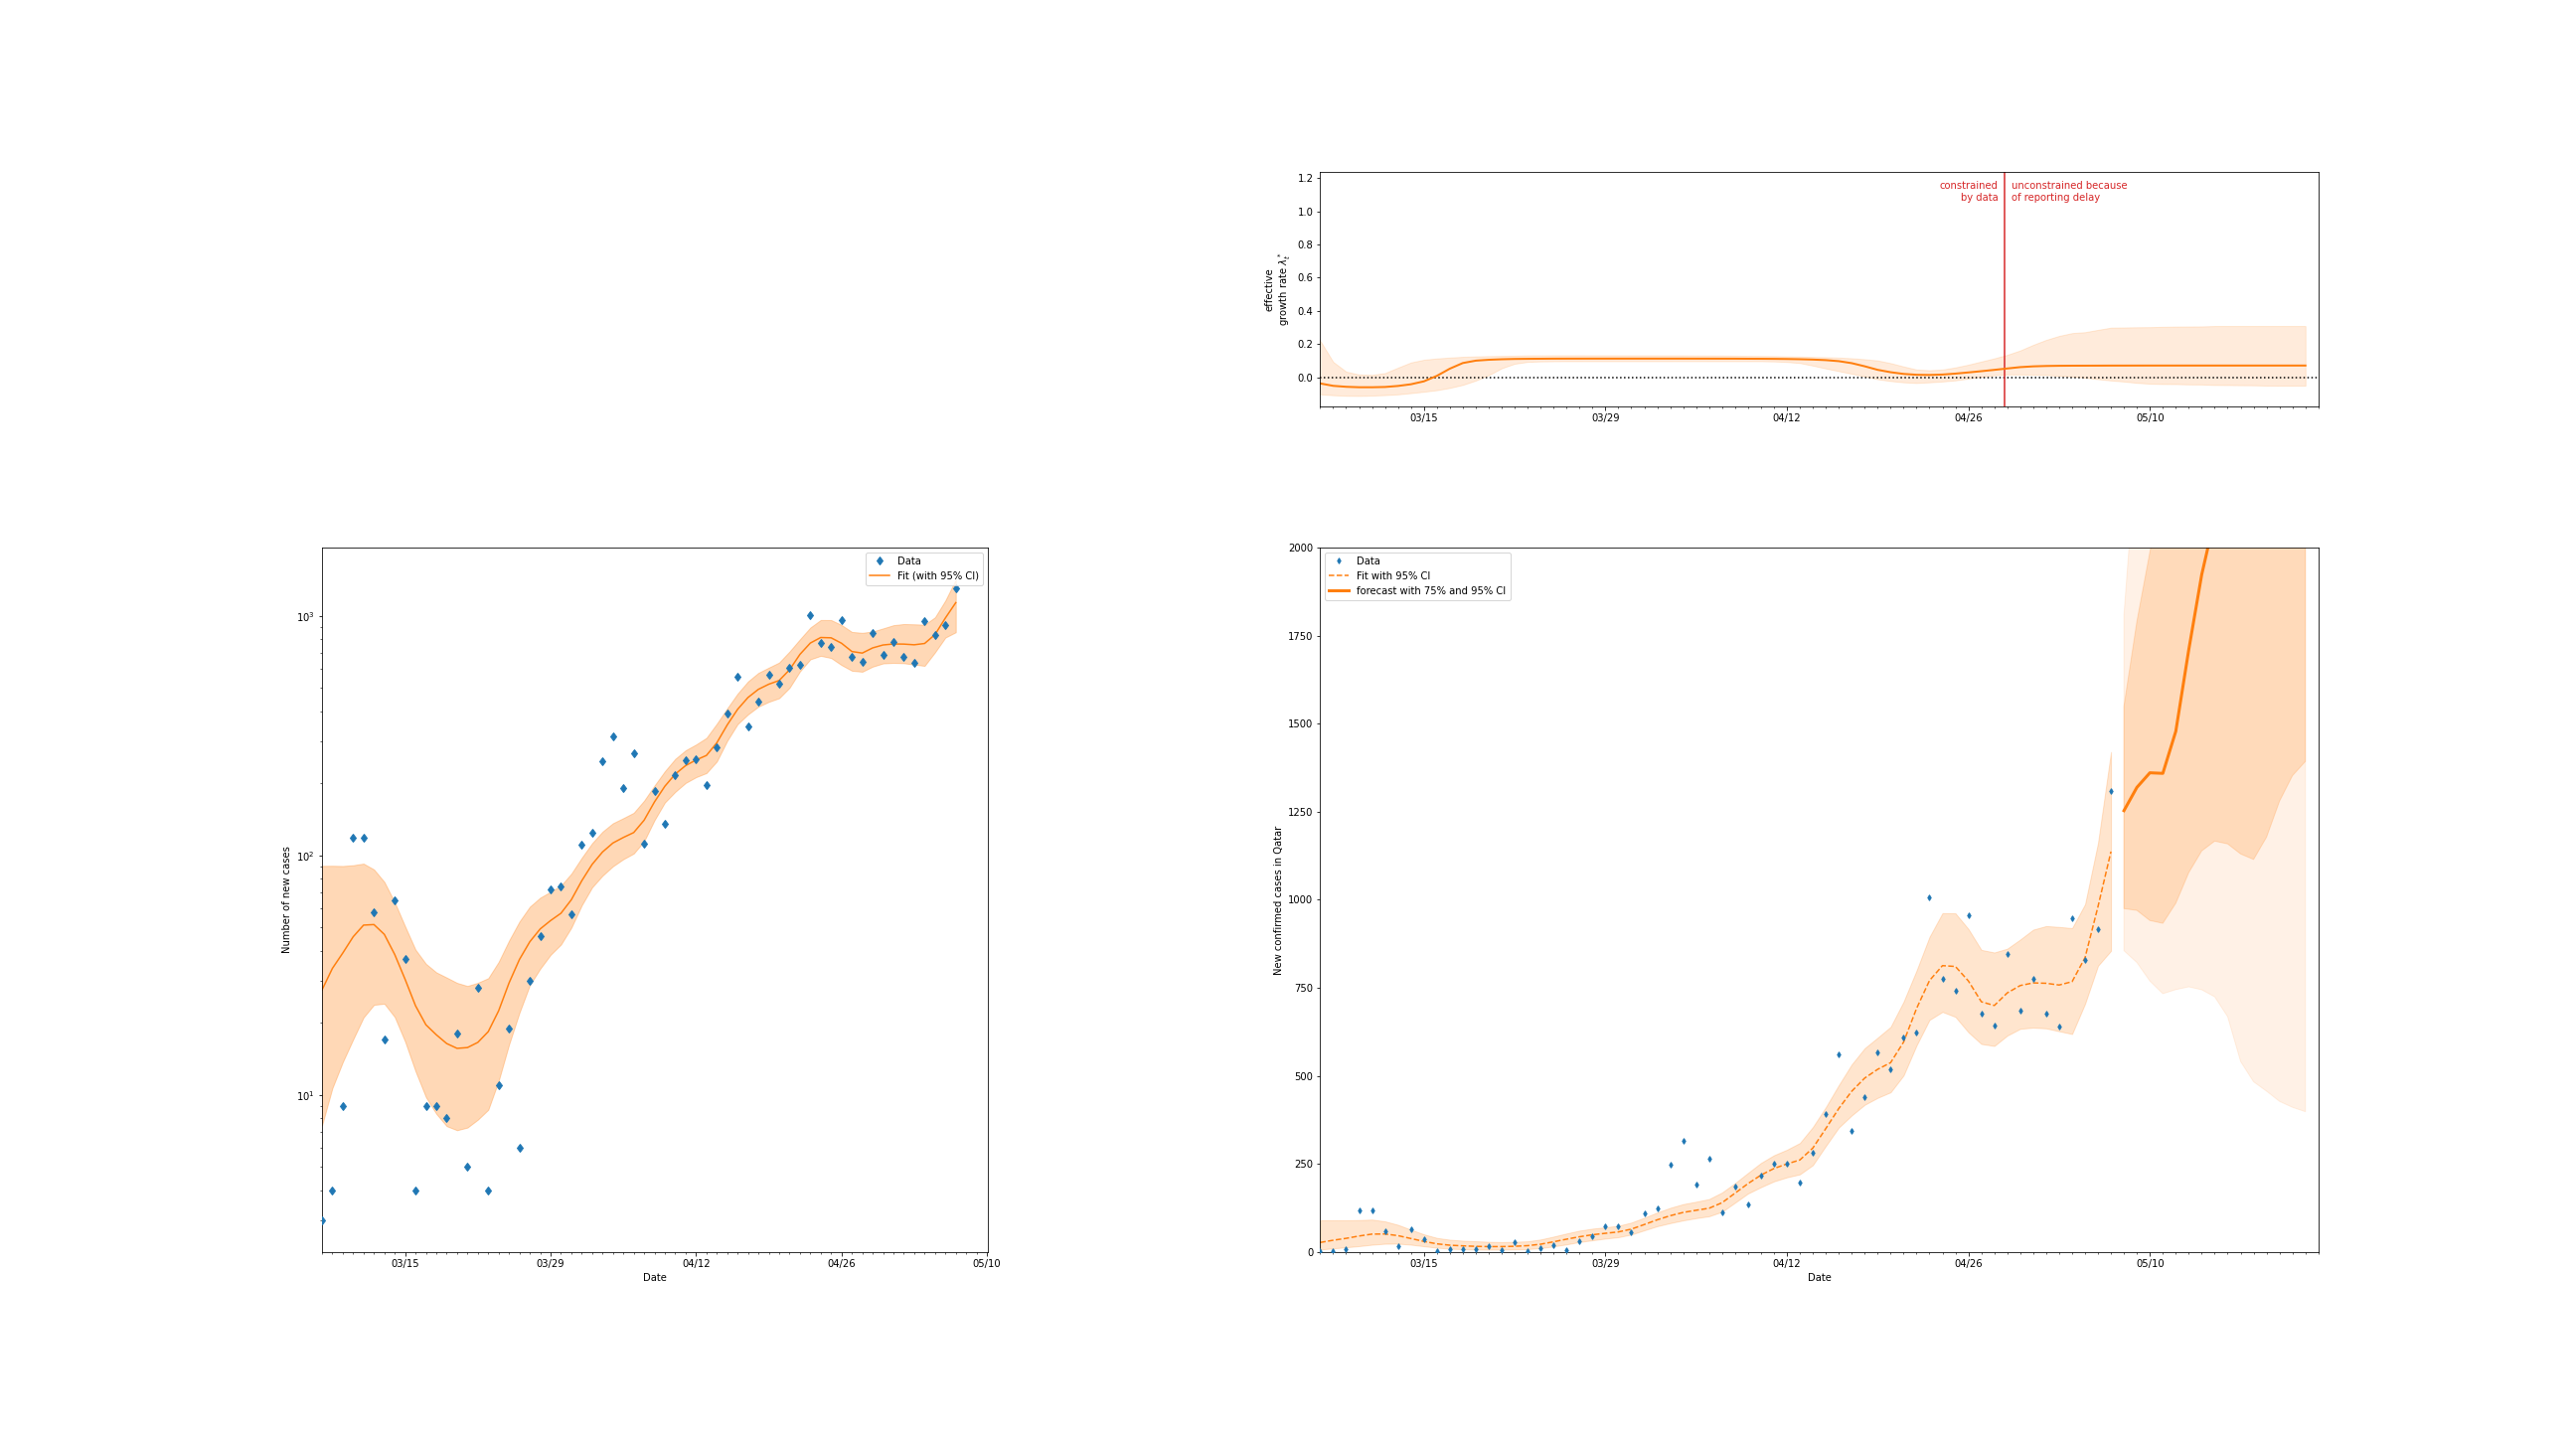 1.2
1.0
0.8
0.6
0.4
0.2
0.0
effective
growth rate λ*t
constrained
by data
unconstrained because
of reporting delay
03/15 03/29 04/12 04/26 05/10
Data
Fit (with 95% CI)
10³
10²
10¹
Number of new cases
03/15 03/29 04/12 04/26 05/10
Date
Data
Fit with 95% CI
forecast with 75% and 95% CI
2000
1750
1500
1250
1000
750
500
250
0
New confirmed cases in Qatar
03/15 03/29 04/12 04/26 05/10
Date